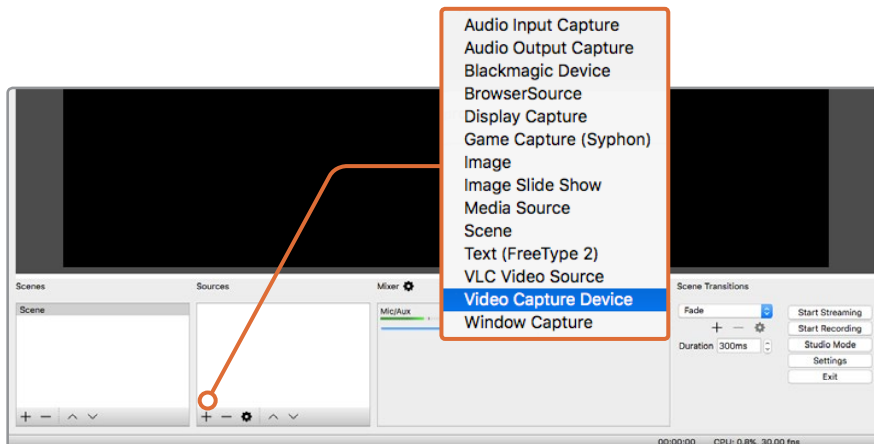 Audio Input Capture
Audio Output Capture
Blackmagic Device
BrowserSource
Display Capture
Game Capture (Syphon)
Image
Image Slide Show
Media Source
Scene
Text (FreeType 2)
VLC Video Source
Video Capture Device
Window Capture
Scenes
Scene
Sources
Mixer
Mic/Aux
Scene Transitions
Fade
Duration 300ms
Start Streaming
Start Recording
Studio Mode
Settings
Exit
00:00:00 CPU: 0.8%, 30.00 fps